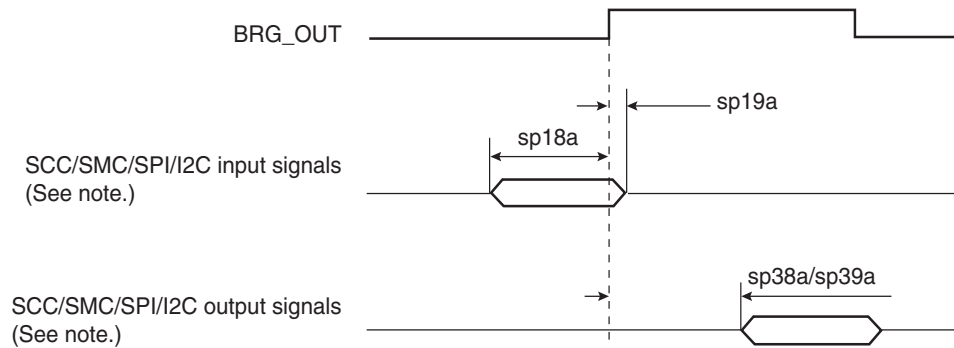 BRG_OUT
sp19a
sp18a
SCC/SMC/SPI/I2C input signals
(See note.)
sp38a/sp39a
SCC/SMC/SPI/I2C output signals
(See note.)